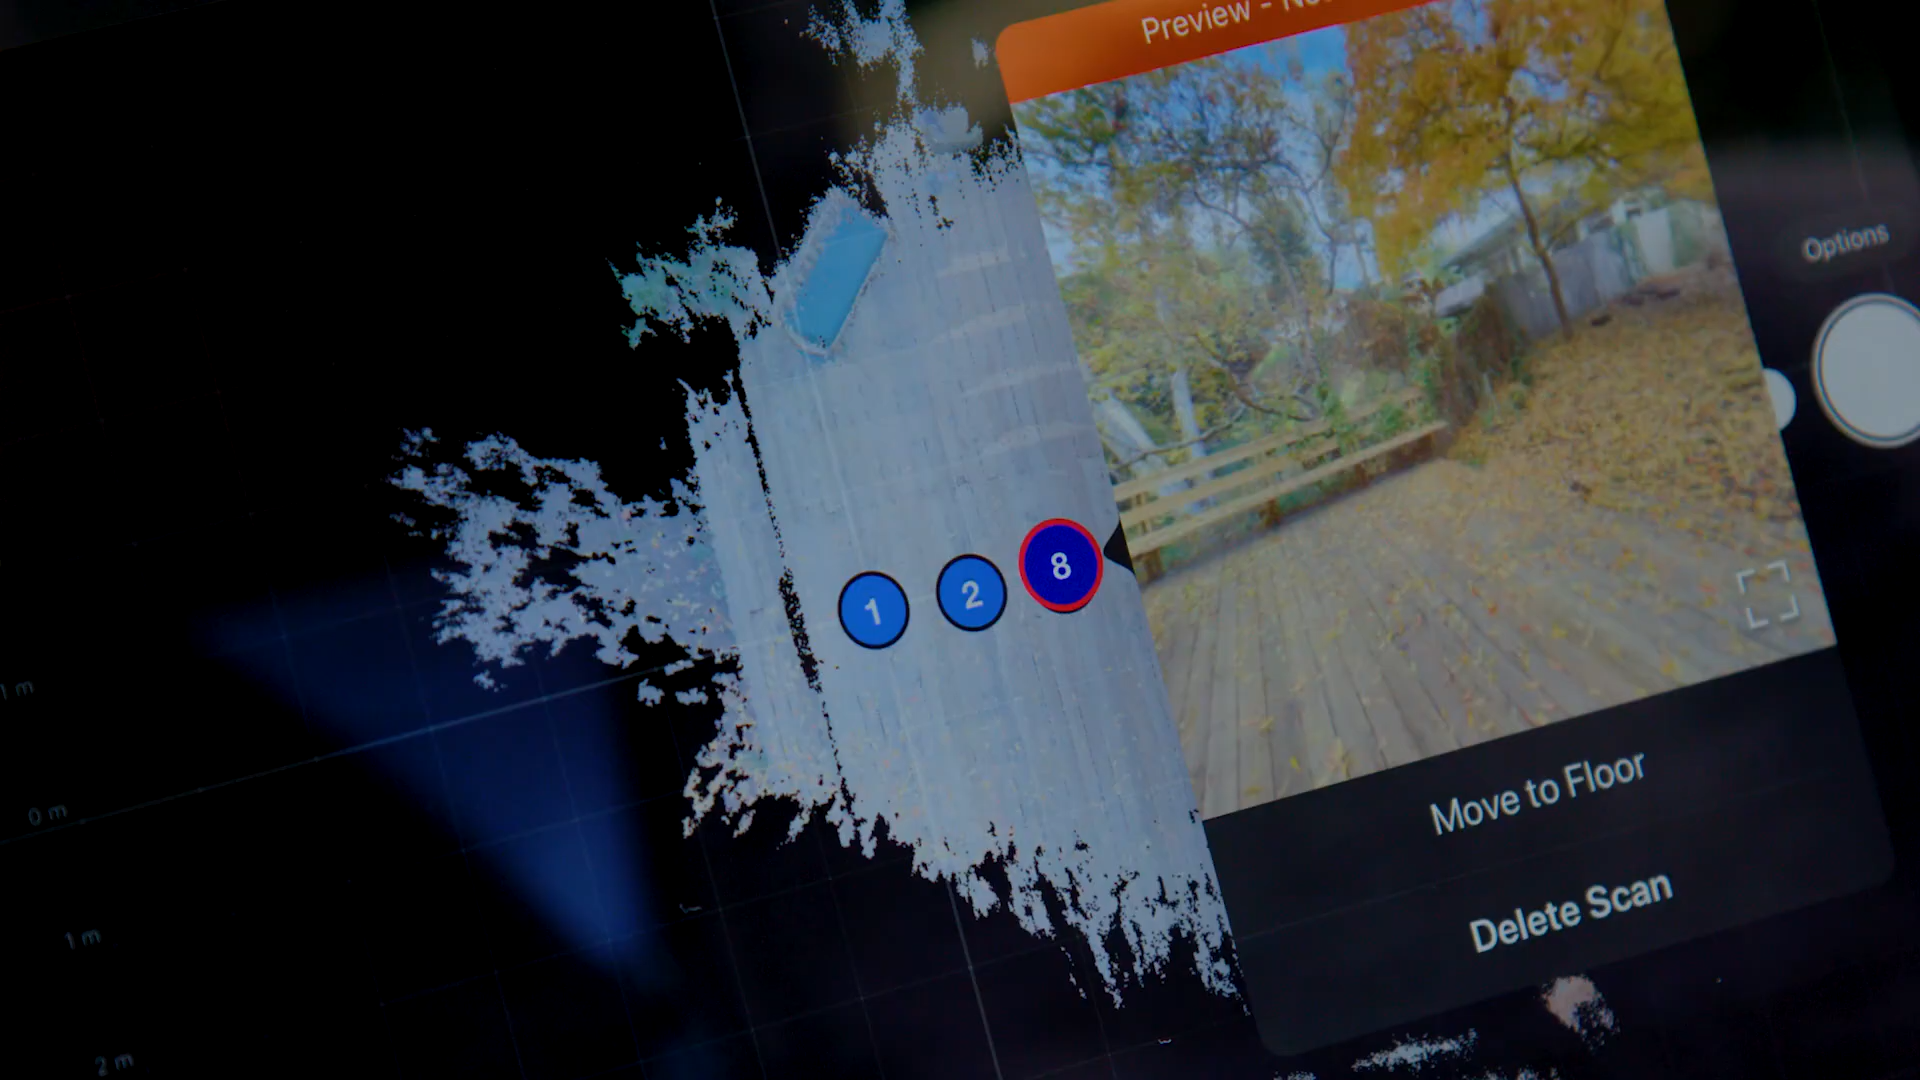 Preview -
Options
1
2
8
1 m
0 m
1 m
2 m
Move to Floor
Delete Scan